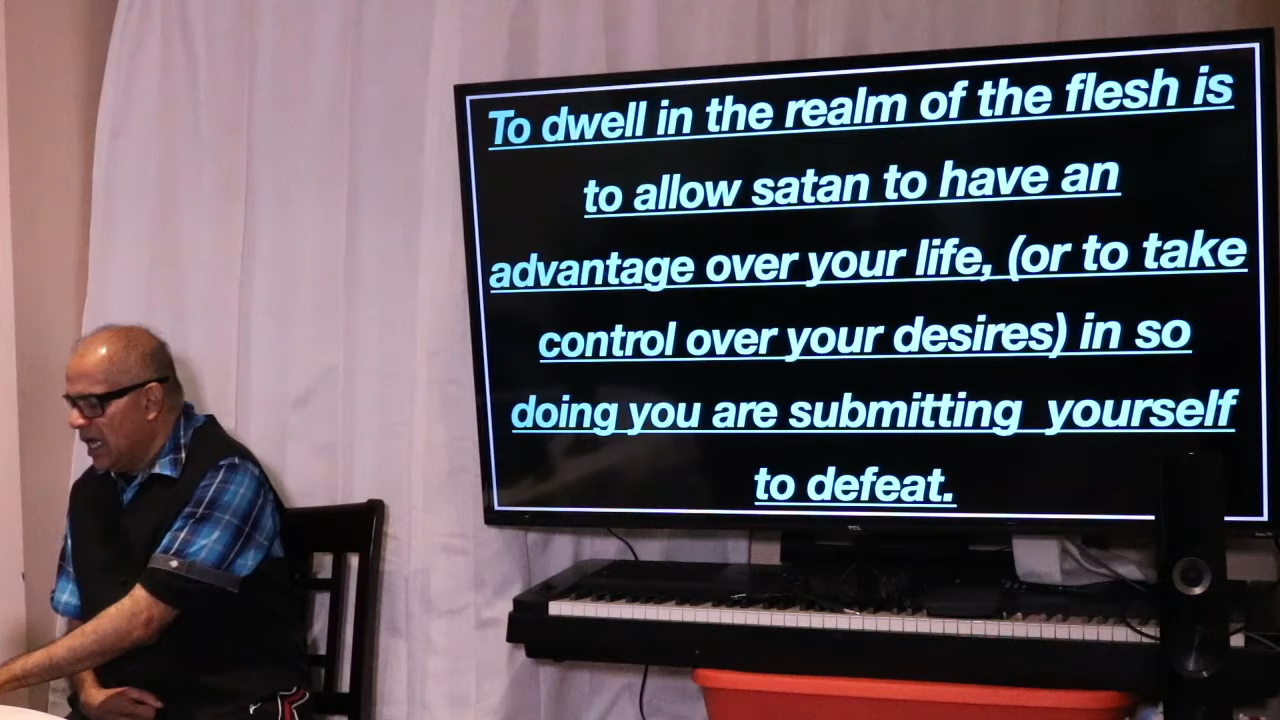 To dwell in the realm of the flesh is
to allow satan to have an
advantage over your life, (or to take
control over your desires) in so
doing you are submitting yourself
to defeat.
TCL